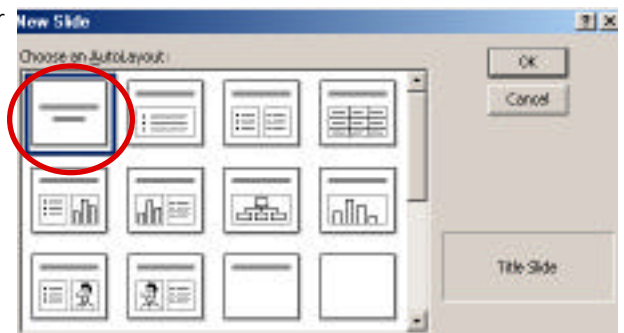 r
New Slide
Choose an AutoLayout:
OK
Cancel
Title Slide